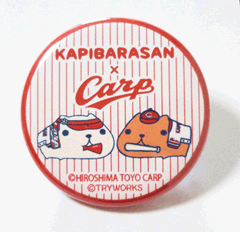 KAPIBARASAN
×
Carp
©HIROSHIMA TOYO CARP
©TRYWORKS